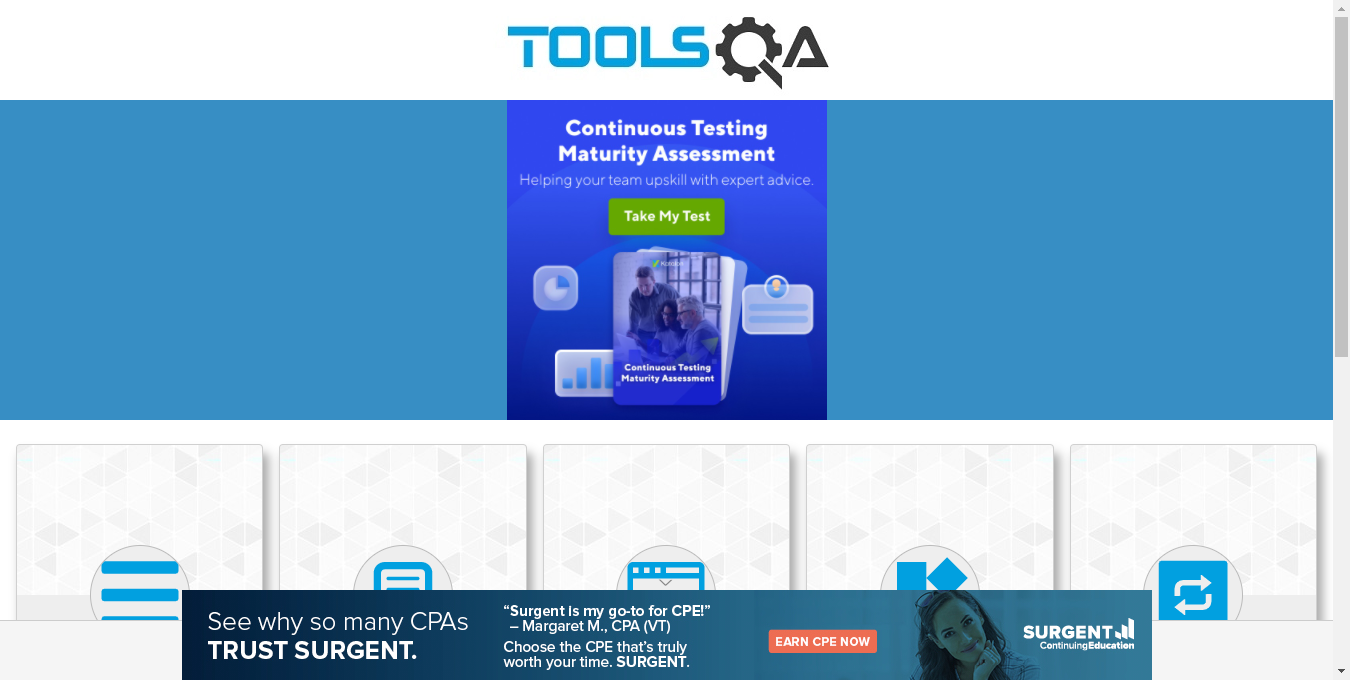 TOOLSQA
Continuous Testing
Maturity Assessment
Helping your team upskill with expert advice.
Take My Test
Continuous Testing
Maturity Assessment
See why so many CPAs
TRUST SURGENT.
“Surgent is my go-to for CPE!”
– Margaret M., CPA (VT)
Choose the CPE that’s truly
worth your time. SURGENT.
EARN CPE NOW
SURGENT
ContinuingEducation